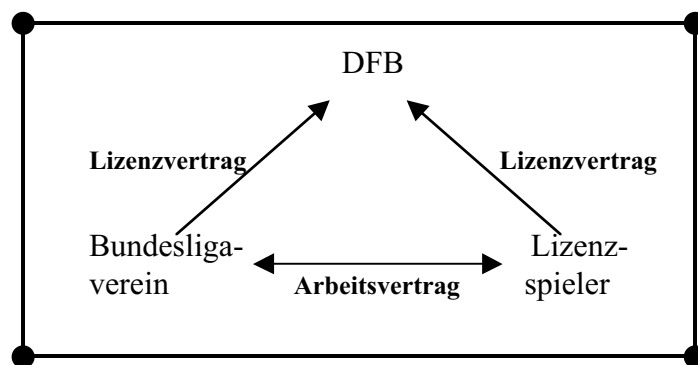 DFB
Lizenzvertrag
Lizenzvertrag
Bundesliga-
verein
Arbeitsvertrag
Lizenz-
spieler